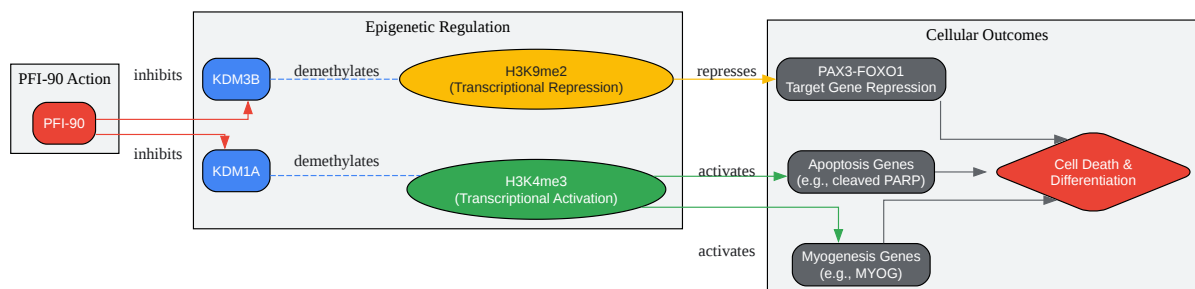 Epigenetic Regulation
Cellular Outcomes
PFI-90 Action
PFI-90
inhibits
inhibits
KDM3B
demethylates
H3K9me2
(Transcriptional Repression)
represses
PAX3-FOXO1
Target Gene Repression
KDM1A
demethylates
H3K4me3
(Transcriptional Activation)
activates
Apoptosis Genes
(e.g., cleaved PARP)
Cell Death &
Differentiation
activates
Myogenesis Genes
(e.g., MYOG)